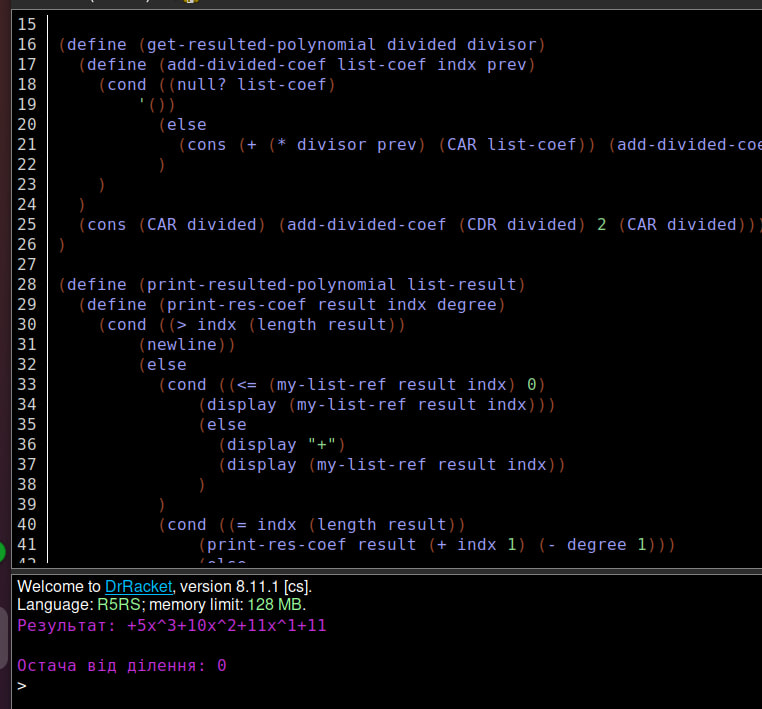 15
16 (define (get-resulted-polynomial divided divisor)
17   (define (add-divided-coef list-coef indx prev)
18     (cond ((null? list-coef)
19         '())
20           (else
21             (cons (+ (* divisor prev) (CAR list-coef)) (add-divided-coe
22           )
23     )
24   )
25   (cons (CAR divided) (add-divided-coef (CDR divided) 2 (CAR divided)))
26 )
27
28 (define (print-resulted-polynomial list-result)
29   (define (print-res-coef result indx degree)
30     (cond ((> indx (length result))
31         (newline))
32         (else
33           (cond ((<= (my-list-ref result indx) 0)
34               (display (my-list-ref result indx)))
35               (else
36                 (display "+")
37                 (display (my-list-ref result indx))
38               )
39           )
40           (cond ((= indx (length result))
41               (print-res-coef result (+ indx 1) (- degree 1)))
42               (else
Welcome to DrRacket, version 8.11.1 [cs].
Language: R5RS; memory limit: 128 MB.
Результат: +5x^3+10x^2+11x^1+11
Остача від ділення: 0
>